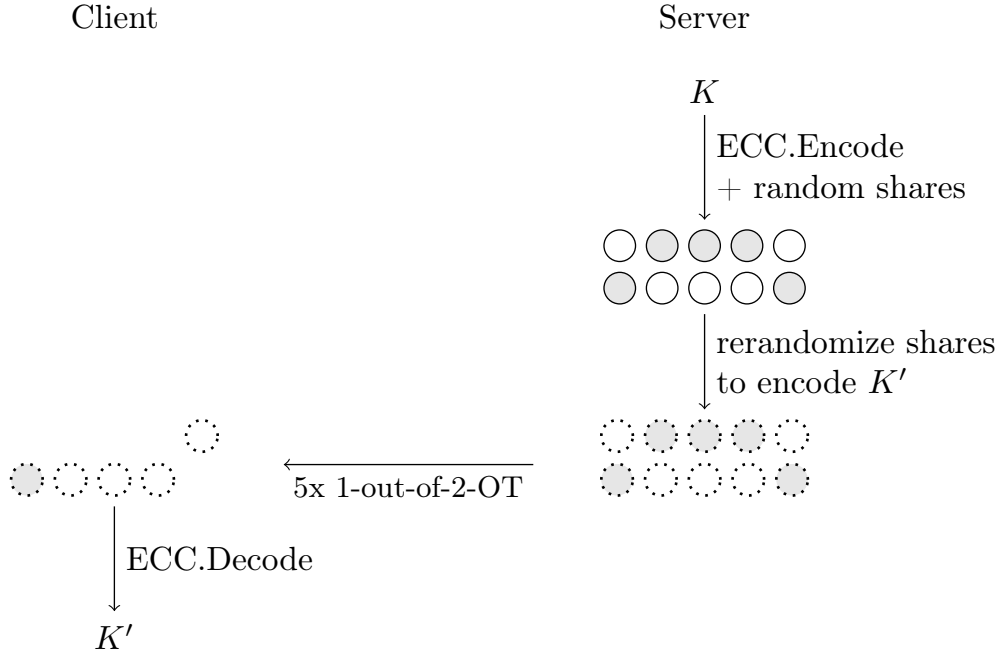 Client
Server
K
ECC.Encode
+ random shares
rerandomize shares
to encode K′
5x 1-out-of-2-OT
ECC.Decode
K′